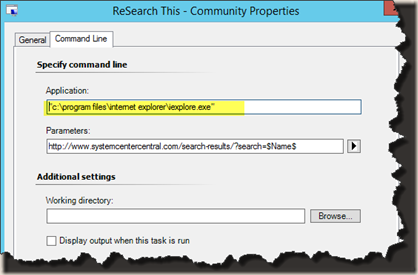 ReSearch This - Community Properties
General Command Line
Specify command line
Application:
"c:\program files\internet explorer\iexplore.exe"
Parameters:
http://www.systemcentercentral.com/search-results/?search=$Name$
Additional settings
Working directory:
Browse...
Display output when this task is run